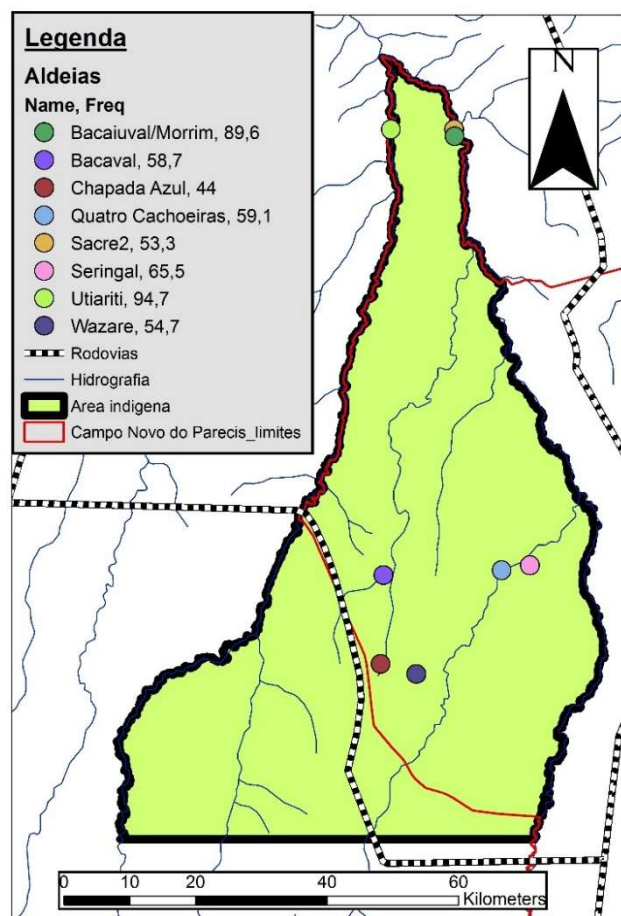 Legenda
Aldeias
Name, Freq
Bacaiuval/Morrim, 89,6
Bacaval, 58,7
Chapada Azul, 44
Quatro Cachoeiras, 59,1
Sacre2, 53,3
Seringal, 65,5
Utiariti, 94,7
Wazare, 54,7
Rodovias
Hidrografia
Area indigena
Campo Novo do Parecis_limites
N
0 10 20 40 60
Kilometers